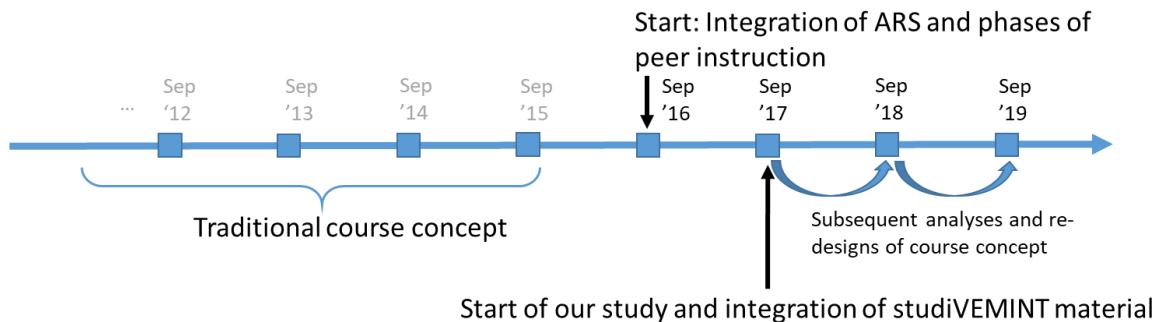 Start: Integration of ARS and phases of
peer instruction
Sep Sep Sep Sep Sep Sep Sep
... '12 '13 '14 '15 '16 '17 '18 '19
Traditional course concept
Subsequent analyses and re-
designs of course concept
Start of our study and integration of studiVEMINT material